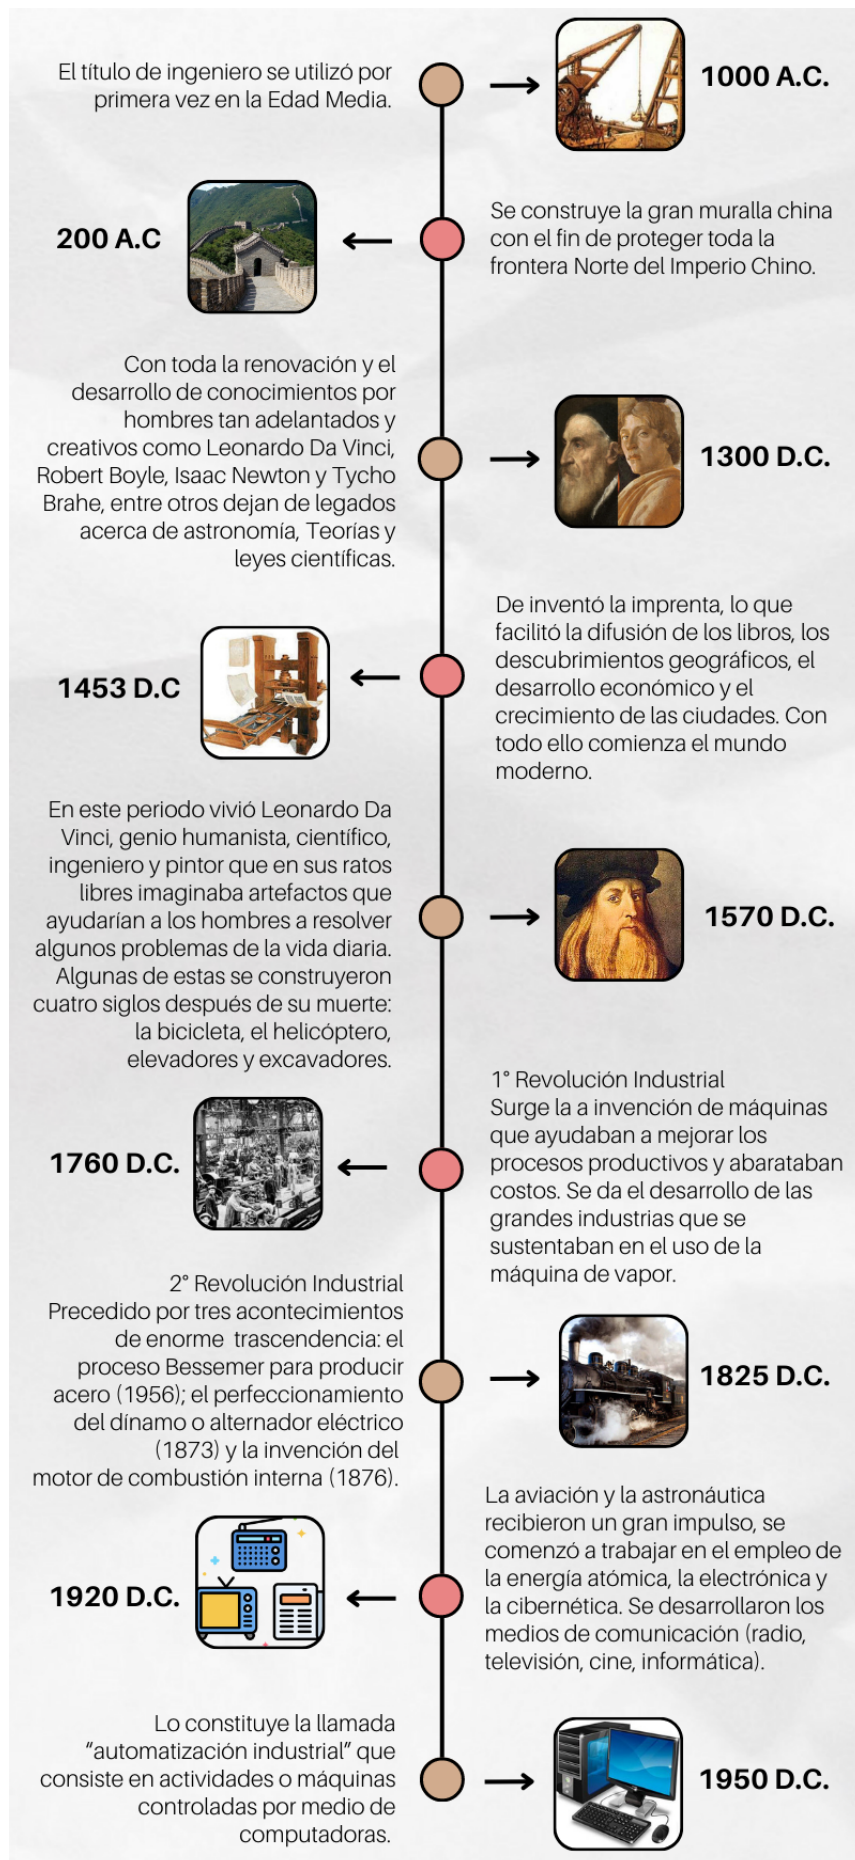 El título de ingeniero se utilizó por
primera vez en la Edad Media.
1000 A.C.
200 A.C
Se construye la gran muralla china
con el fin de proteger toda la
frontera Norte del Imperio Chino.
Con toda la renovación y el
desarrollo de conocimientos por
hombres tan adelantados y
creativos como Leonardo Da Vinci,
Robert Boyle, Isaac Newton y Tycho
Brahe, entre otros dejan de legados
acerca de astronomía, Teorías y
leyes científicas.
1300 D.C.
1453 D.C
De inventó la imprenta, lo que
facilitó la difusión de los libros, los
descubrimientos geográficos, el
desarrollo económico y el
crecimiento de las ciudades. Con
todo ello comienza el mundo
moderno.
En este periodo vivió Leonardo Da
Vinci, genio humanista, científico,
ingeniero y pintor que en sus ratos
libres imaginaba artefactos que
ayudarían a los hombres a resolver
algunos problemas de la vida diaria.
Algunas de estas se construyeron
cuatro siglos después de su muerte:
la bicicleta, el helicóptero,
elevadores y excavadores.
1570 D.C.
1760 D.C.
1° Revolución Industrial
Surge la a invención de máquinas
que ayudaban a mejorar los
procesos productivos y abarataban
costos. Se da el desarrollo de las
grandes industrias que se
sustentaban en el uso de la
máquina de vapor.
2° Revolución Industrial
Precedido por tres acontecimientos
de enorme trascendencia: el
proceso Bessemer para producir
acero (1956); el perfeccionamiento
del dínamo o alternador eléctrico
(1873) y la invención del
motor de combustión interna (1876).
1825 D.C.
1920 D.C.
La aviación y la astronáutica
recibieron un gran impulso, se
comenzó a trabajar en el empleo de
la energía atómica, la electrónica y
la cibernética. Se desarrollaron los
medios de comunicación (radio,
televisión, cine, informática).
Lo constituye la llamada
“automatización industrial” que
consiste en actividades o máquinas
controladas por medio de
computadoras.
1950 D.C.